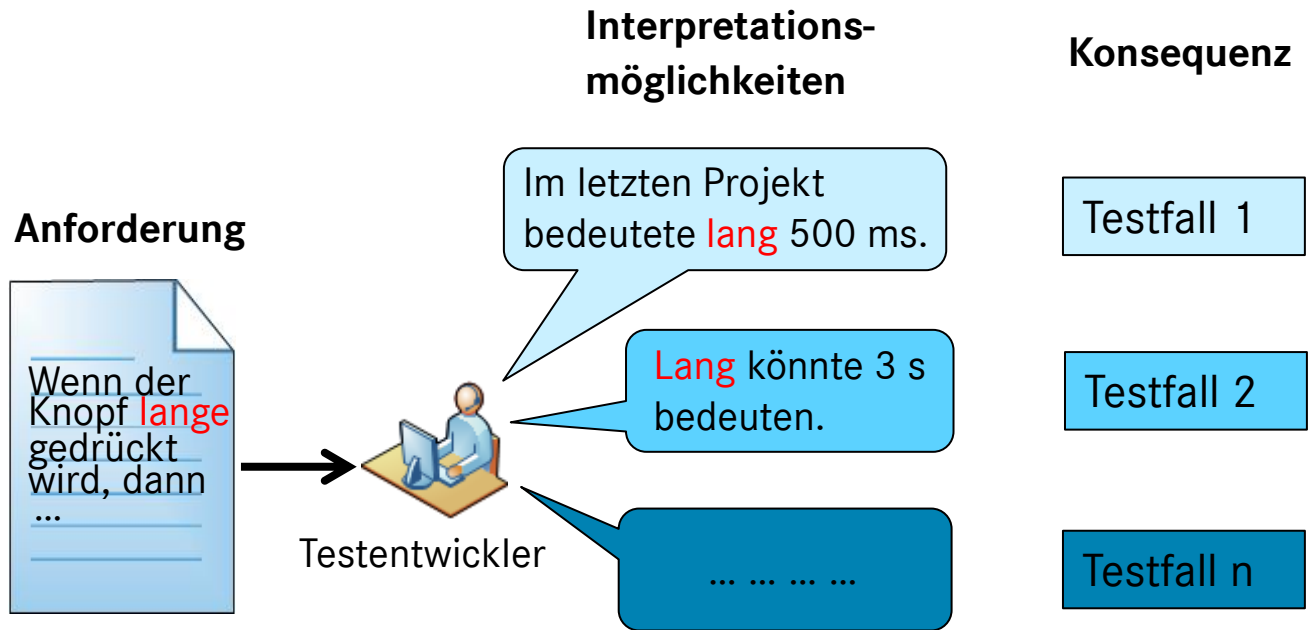 Interpretations-
möglichkeiten
Konsequenz
Anforderung
Wenn der
Knopf lange
gedrückt
wird, dann
...
Testentwickler
Im letzten Projekt
bedeutete lang 500 ms.
Lang könnte 3 s
bedeuten.
... ... ... ...
Testfall 1
Testfall 2
Testfall n